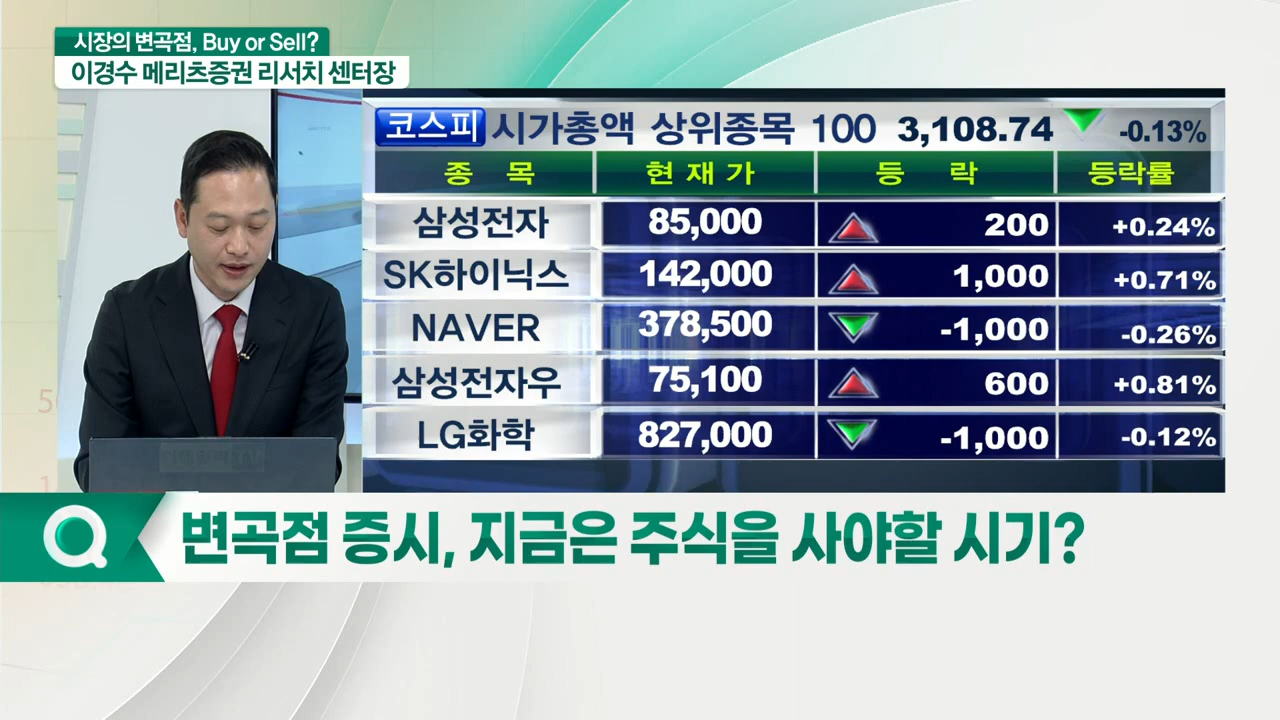 시장의 변곡점, Buy or Sell?
이경수 메리츠증권 리서치 센터장
코스피 시가총액 상위종목 100 3,108.74 -0.13%
종 목 현 재 가 등 락 등락률
삼성전자 85,000 200 +0.24%
SK하이닉스 142,000 1,000 +0.71%
NAVER 378,500 -1,000 -0.26%
삼성전자우 75,100 600 +0.81%
LG화학 827,000 -1,000 -0.12%
Q 변곡점 증시, 지금은 주식을 사야할 시기?